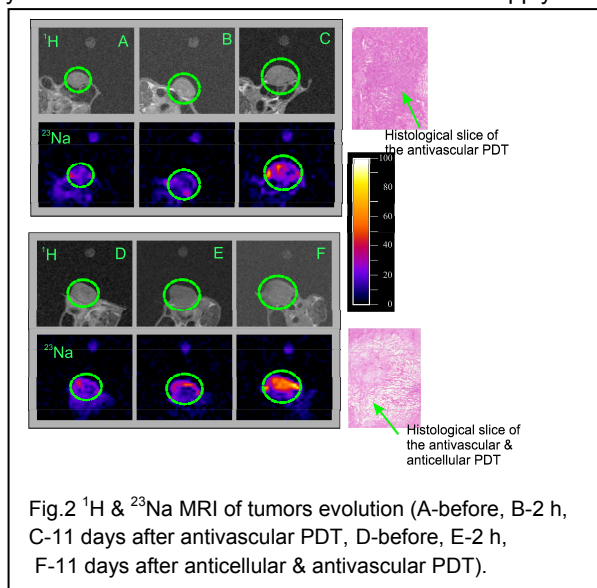 ¹H A B C
²³Na
Histological slice of
the antivascular PDT
100
80
60
40
20
0
¹H D E F
²³Na
Histological slice of
the antivascular &
anticellular PDT
Fig.2 ¹H & ²³Na MRI of tumors evolution (A-before, B-2 h,
C-11 days after antivascular PDT, D-before, E-2 h,
F-11 days after anticellular & antivascular PDT).